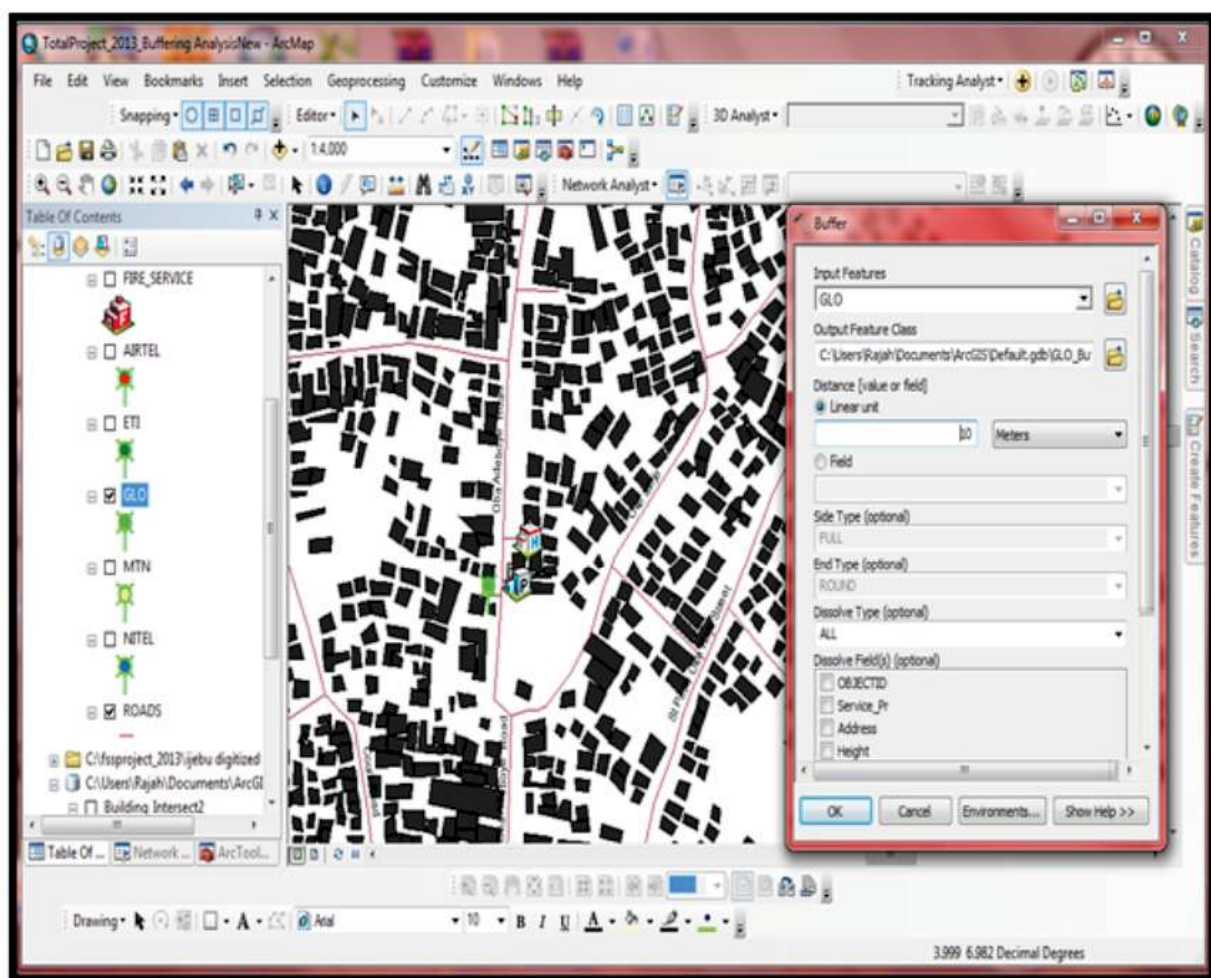 TotalProject_2013_Buffering AnalysisNew - ArcMap
File Edit View Bookmarks Insert Selection Geoprocessing Customize Windows Help
Tracking Analyst
Snapping Editor 3D Analyst
1:4,000
Network Analyst
Table Of Contents
FIRE_SERVICE
AIRTEL
ETI
GLO
MTN
NITEL
ROADS
C:\fssproject_2013\ijebu digitized
C:\Users\Rajah\Documents\ArcGI
Building_Intersect2
Table Of ... Network ... ArcTool...
H
P
Road
Buffer
Input Features
GLO
Output Feature Class
C:\Users\Rajah\Documents\ArcGIS\Default.gdb\GLO_Bu
Distance [value or field]
Linear unit
10 Meters
Field
Side Type (optional)
FULL
End Type (optional)
ROUND
Dissolve Type (optional)
ALL
Dissolve Field(s) (optional)
OBJECTID
Service_Pr
Address
Height
OK Cancel Environments... Show Help >>
Catalog
Search
Create Features
Drawing A Arial 10 B I U A
3.999 6.982 Decimal Degrees